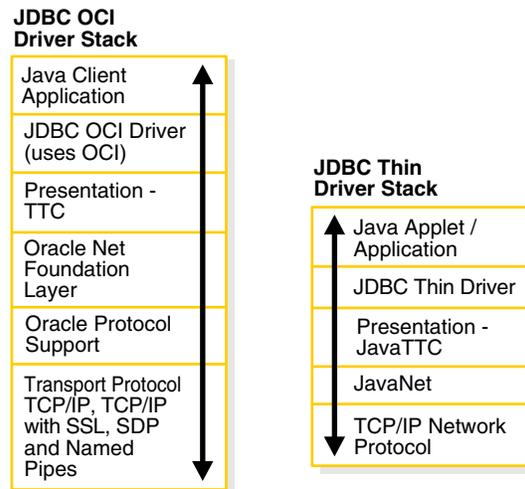 JDBC OCI
Driver Stack
Java Client
Application
JDBC OCI Driver
(uses OCI)
Presentation -
TTC
Oracle Net
Foundation
Layer
Oracle Protocol
Support
Transport Protocol
TCP/IP, TCP/IP
with SSL, SDP
and Named
Pipes
JDBC Thin
Driver Stack
Java Applet /
Application
JDBC Thin Driver
Presentation -
JavaTTC
JavaNet
TCP/IP Network
Protocol